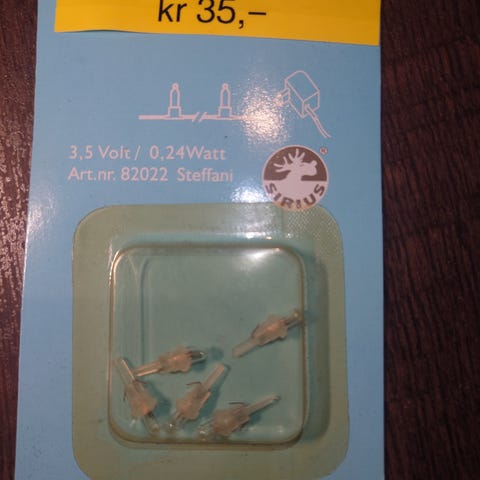 kr 35,–
3,5 Volt / 0,24Watt
Art.nr. 82022 Steffani
®
SIRIUS